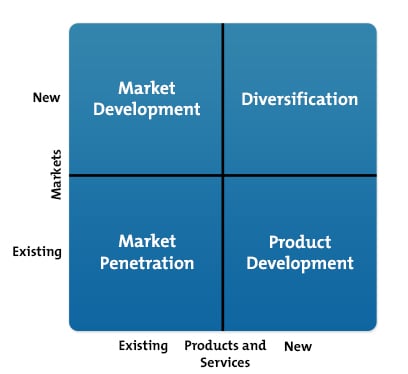 New
Market
Development
Diversification
Markets
Existing
Market
Penetration
Product
Development
Existing
Products and
Services
New